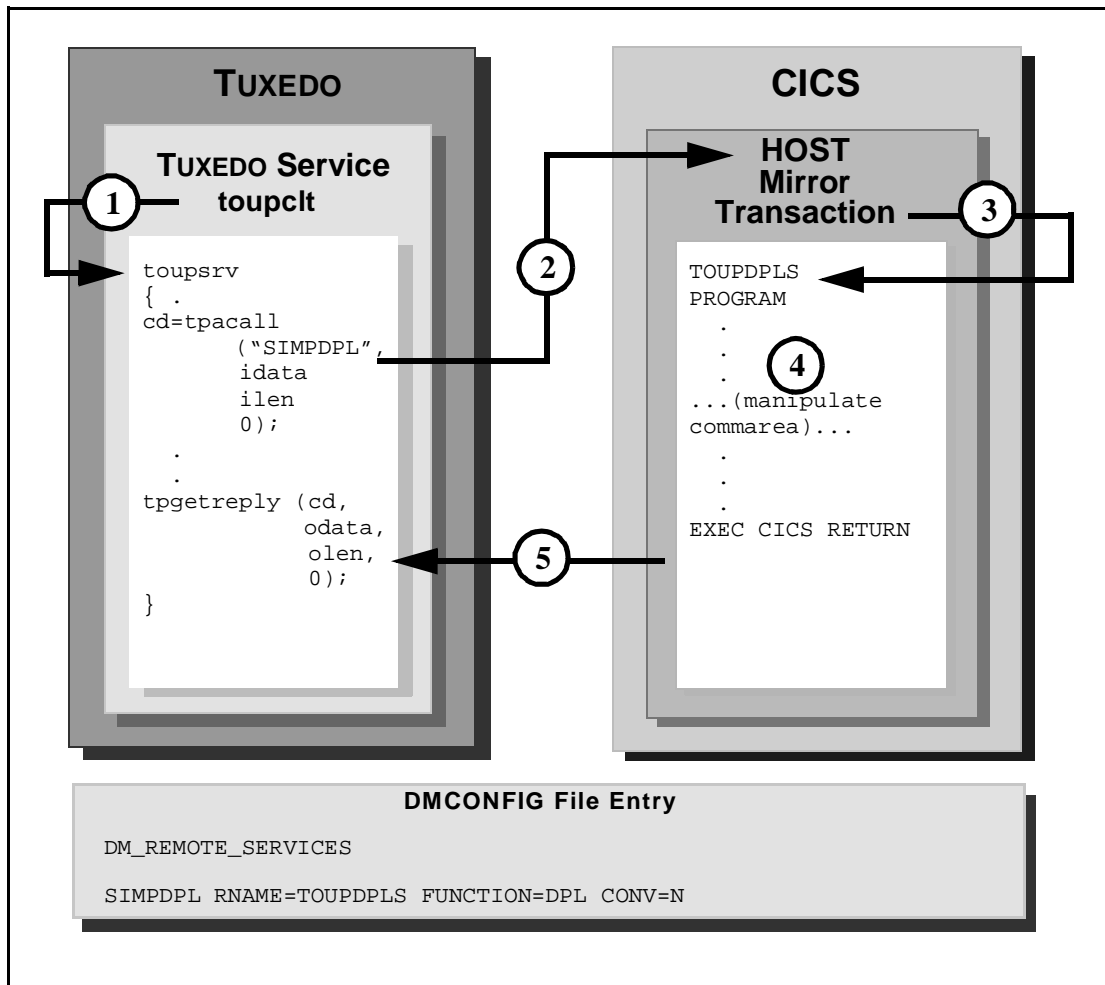 TUXEDO
TUXEDO Service
toupclt
1
toupsrv
{ .
cd=tpacall
("SIMPDPL",
idata
ilen
0);
.
.
tpgetreply (cd,
odata,
olen,
0);
}
2
5
CICS
HOST
Mirror
Transaction
3
TOUPDPLS
PROGRAM
.
.
.
4
...(manipulate
commarea)...
.
.
.
EXEC CICS RETURN
DMCONFIG File Entry
DM_REMOTE_SERVICES
SIMPDPL RNAME=TOUPDPLS FUNCTION=DPL CONV=N